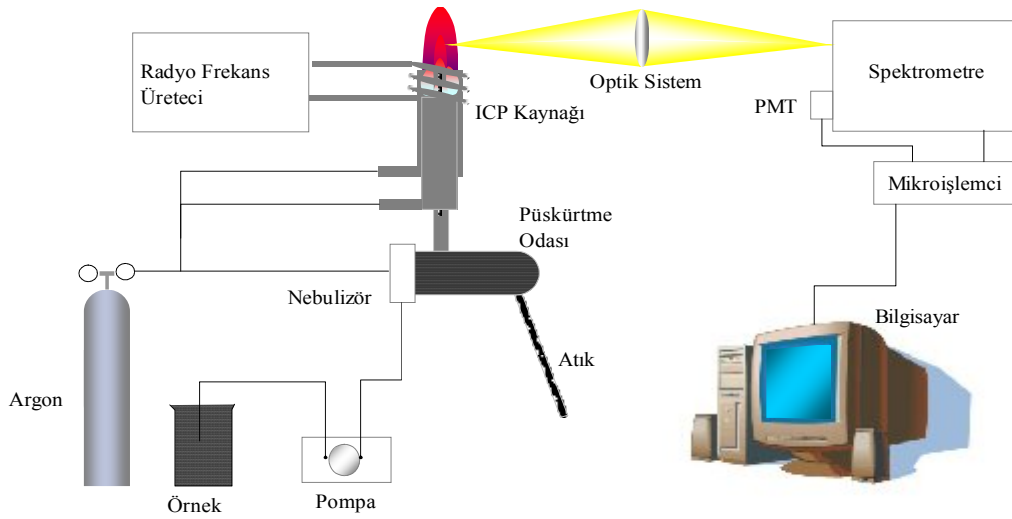 Radyo Frekans
Üreteci
ICP Kaynağı
Optik Sistem
Spektrometre
PMT
Mikroişlemci
Püskürtme
Odası
Nebulizör
Bilgisayar
Atık
Argon
Örnek
Pompa